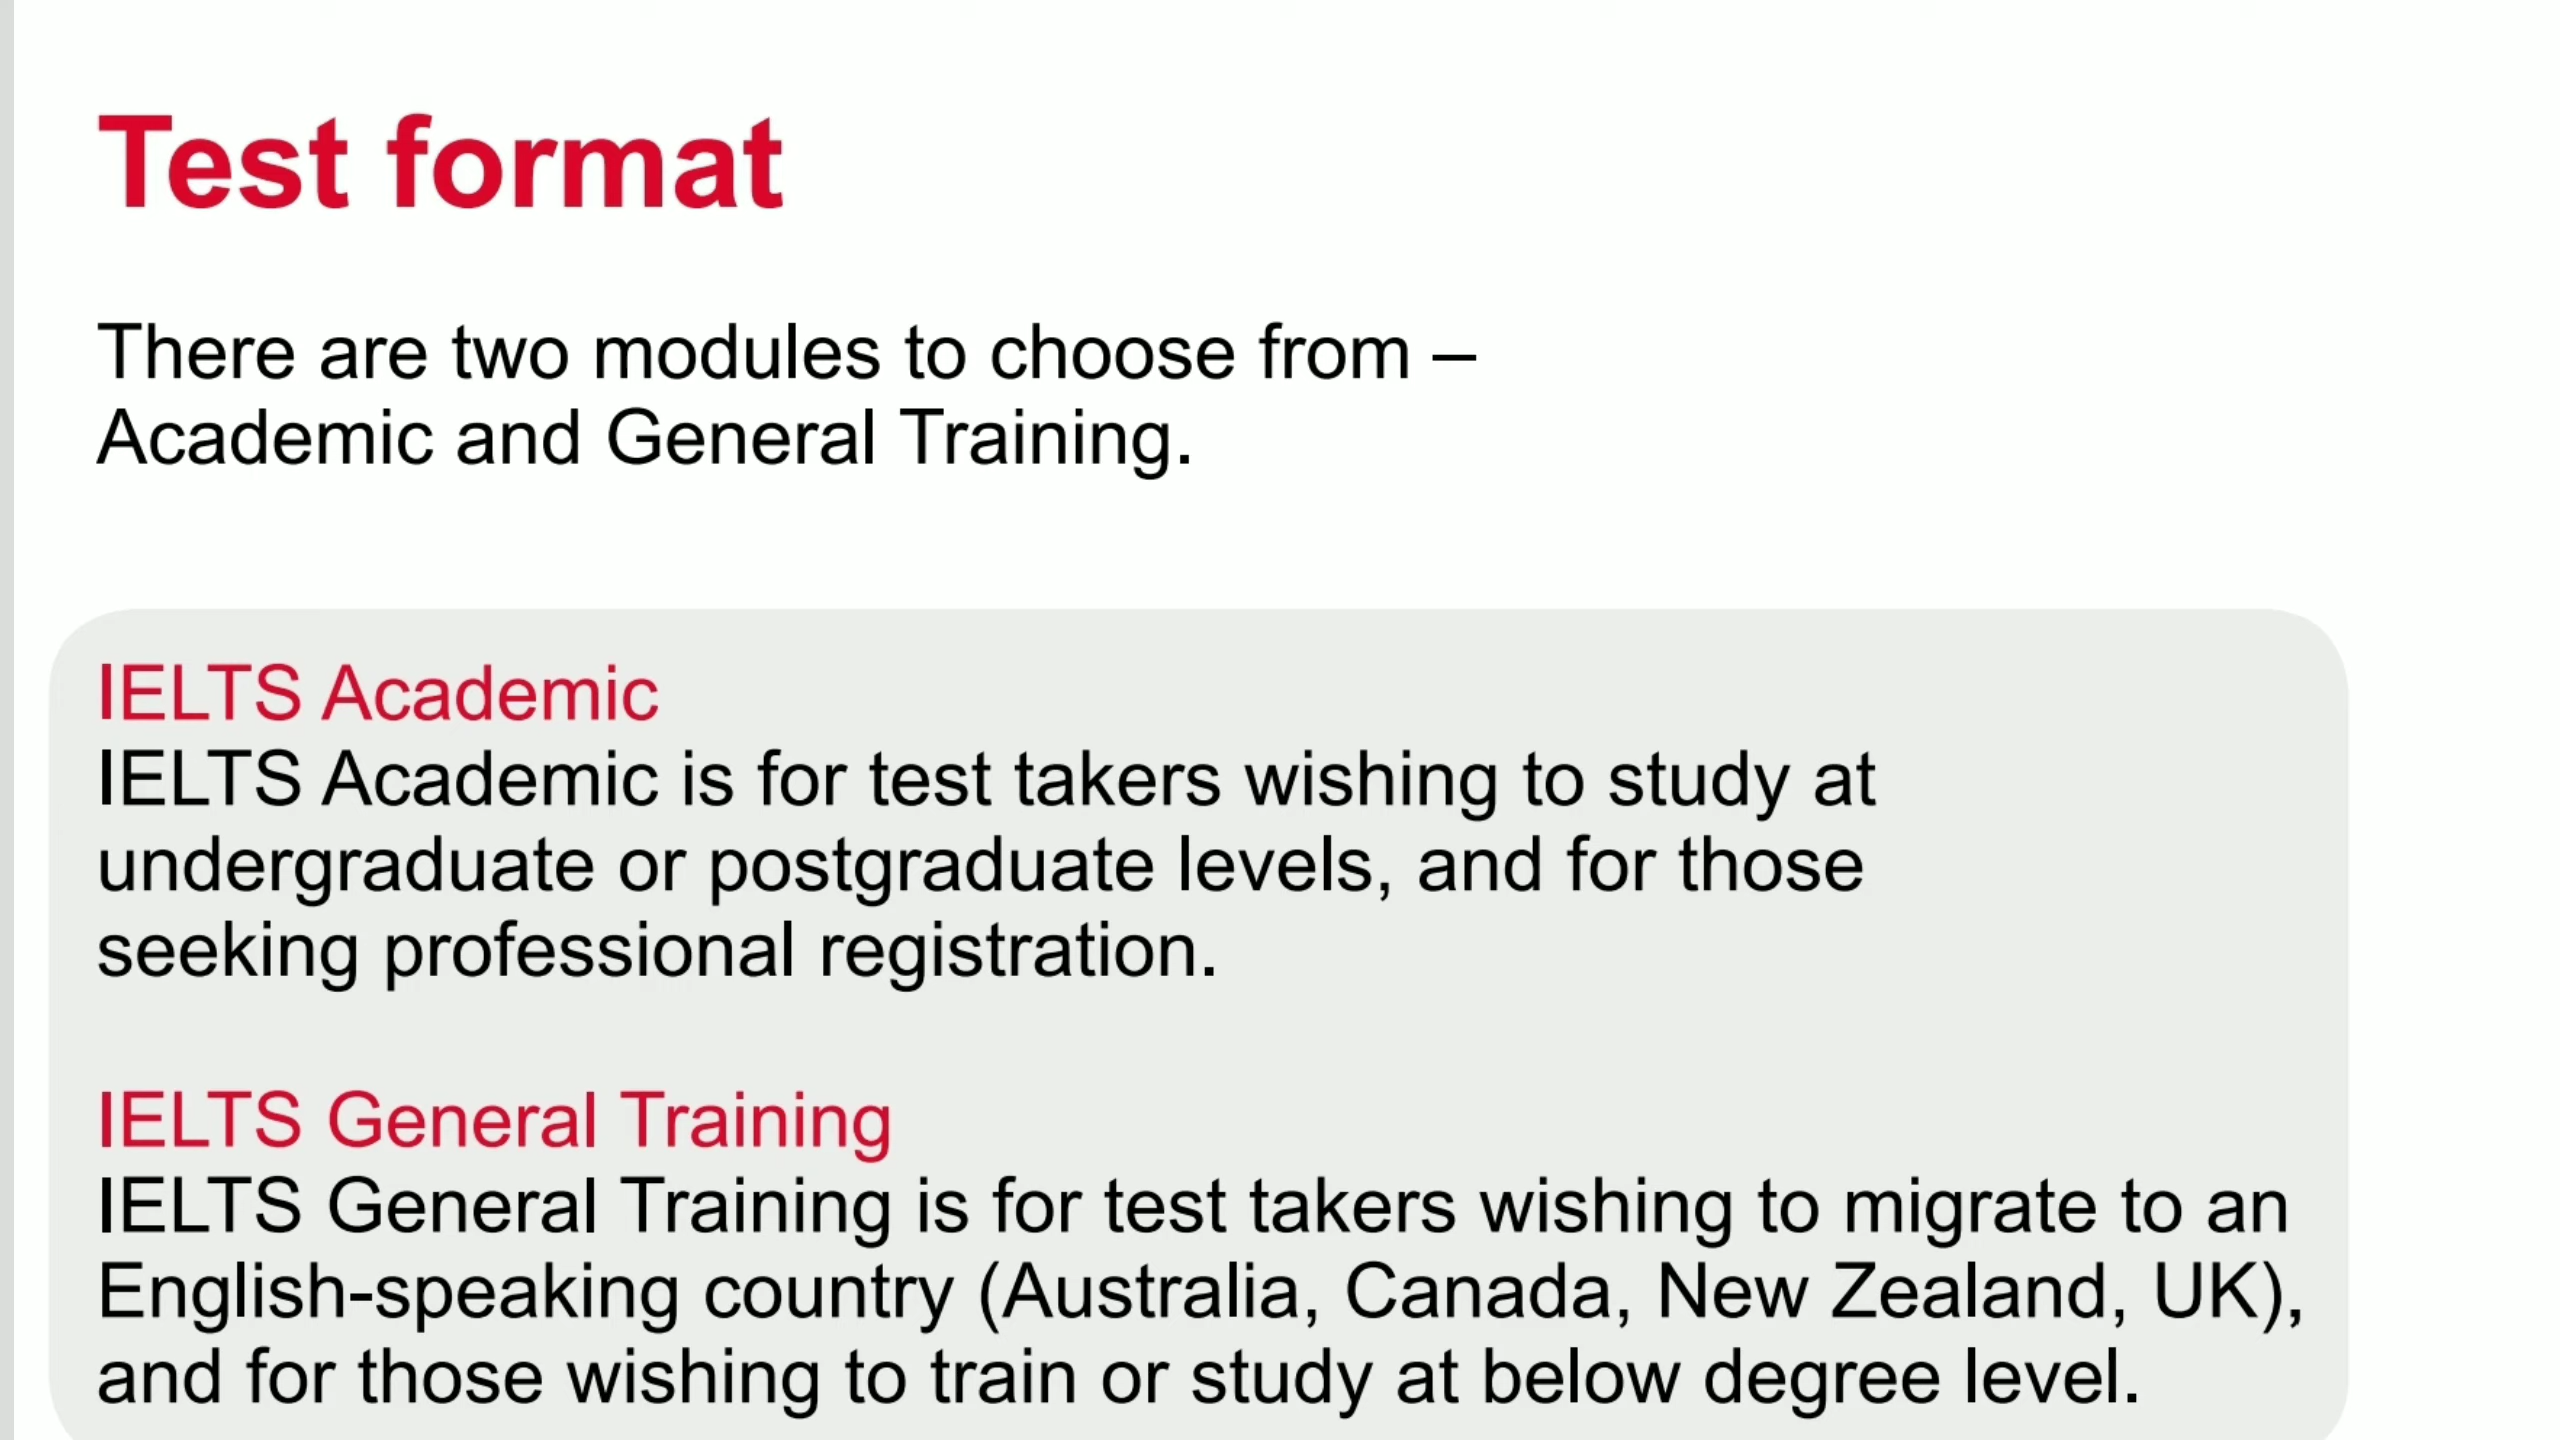 Test format
There are two modules to choose from –
Academic and General Training.
IELTS Academic
IELTS Academic is for test takers wishing to study at
undergraduate or postgraduate levels, and for those
seeking professional registration.
IELTS General Training
IELTS General Training is for test takers wishing to migrate to an
English-speaking country (Australia, Canada, New Zealand, UK),
and for those wishing to train or study at below degree level.